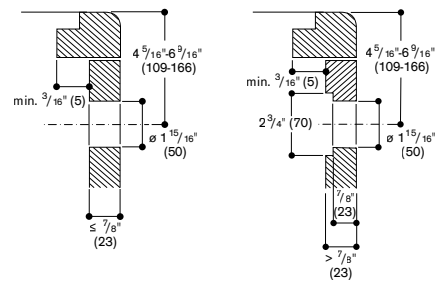 4 5/16"-6 9/16"
(109-166)
min. 3/16" (5)
ø 1 15/16"
(50)
≤ 7/8"
(23)
4 5/16"-6 9/16"
(109-166)
min. 3/16" (5)
2 3/4" (70)
ø 1 15/16"
(50)
7/8"
(23)
> 7/8"
(23)